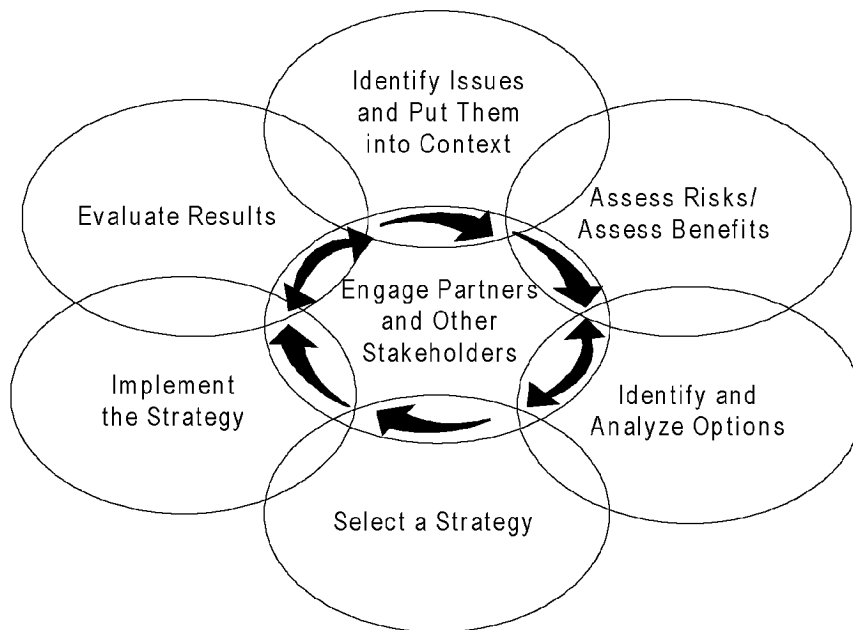 Identify Issues
and Put Them
into Context
Assess Risks/
Assess Benefits
Identify and
Analyze Options
Select a Strategy
Implement
the Strategy
Evaluate Results
Engage Partners
and Other
Stakeholders